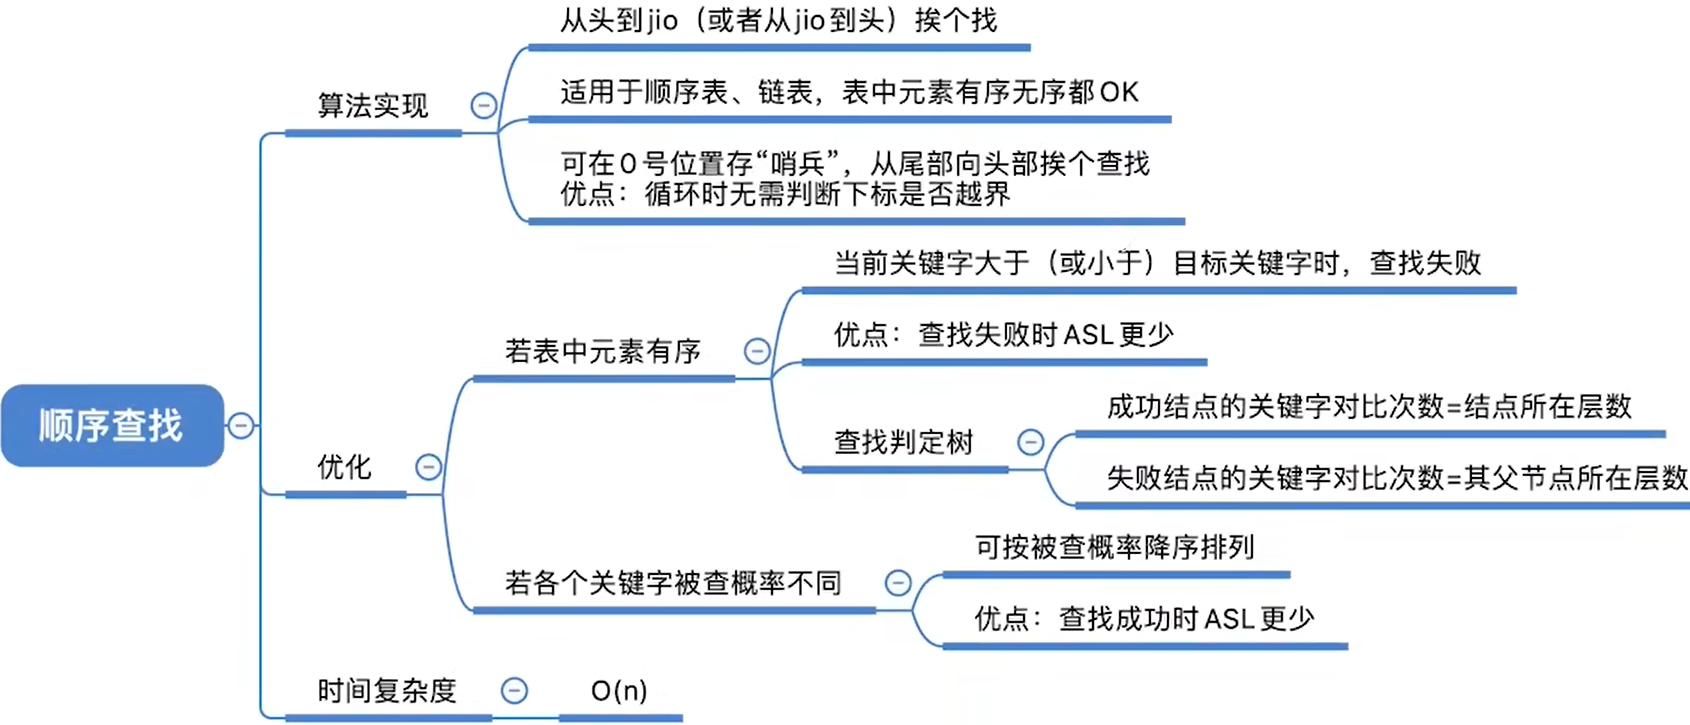 从头到jio（或者从jio到头）挨个找
算法实现
适用于顺序表、链表，表中元素有序无序都OK
可在0号位置存“哨兵”，从尾部向头部挨个查找
优点：循环时无需判断下标是否越界
当前关键字大于（或小于）目标关键字时，查找失败
若表中元素有序
优点：查找失败时ASL更少
查找判定树
成功结点的关键字对比次数=结点所在层数
失败结点的关键字对比次数=其父节点所在层数
顺序查找
优化
若各个关键字被查概率不同
可按被查概率降序排列
优点：查找成功时ASL更少
时间复杂度
O(n)